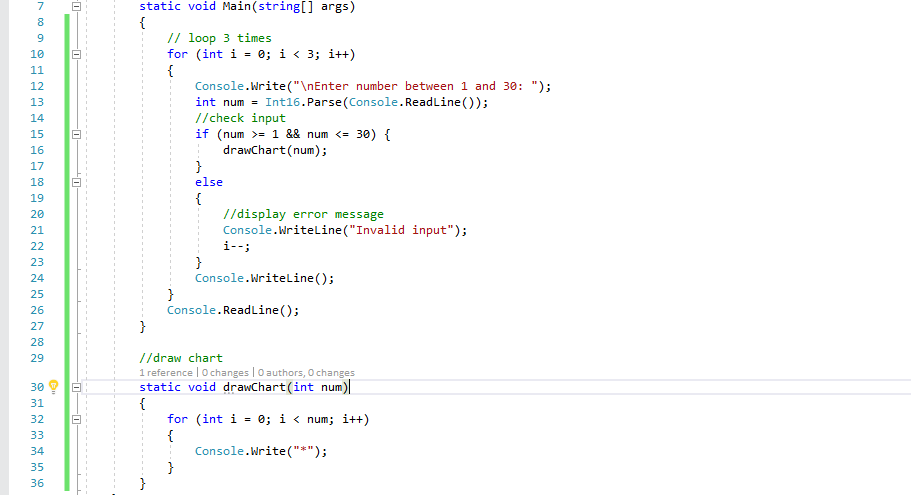 7 static void Main(string[] args)
8 {
9 // loop 3 times
10 for (int i = 0; i < 3; i++)
11 {
12 Console.Write("\nEnter number between 1 and 30: ");
13 int num = Int16.Parse(Console.ReadLine());
14 //check input
15 if (num >= 1 && num <= 30) {
16 drawChart(num);
17 }
18 else
19 {
20 //display error message
21 Console.WriteLine("Invalid input");
22 i--;
23 }
24 Console.WriteLine();
25 }
26 Console.ReadLine();
27 }
28
29 //draw chart
1 reference | 0 changes | 0 authors, 0 changes
30 static void drawChart(int num)
31 {
32 for (int i = 0; i < num; i++)
33 {
34 Console.Write("*");
35 }
36 }